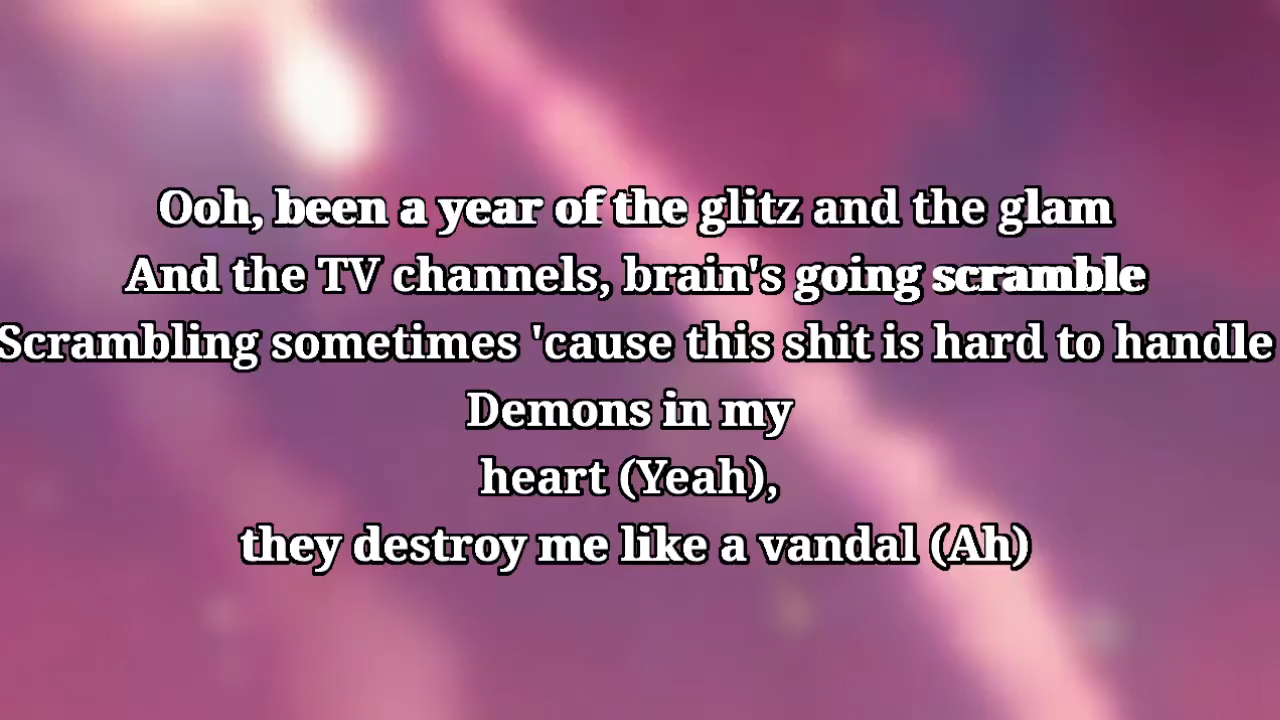 Ooh, been a year of the glitz and the glam
And the TV channels, brain's going scramble
Scrambling sometimes 'cause this shit is hard to handle
Demons in my
heart (Yeah),
they destroy me like a vandal (Ah)